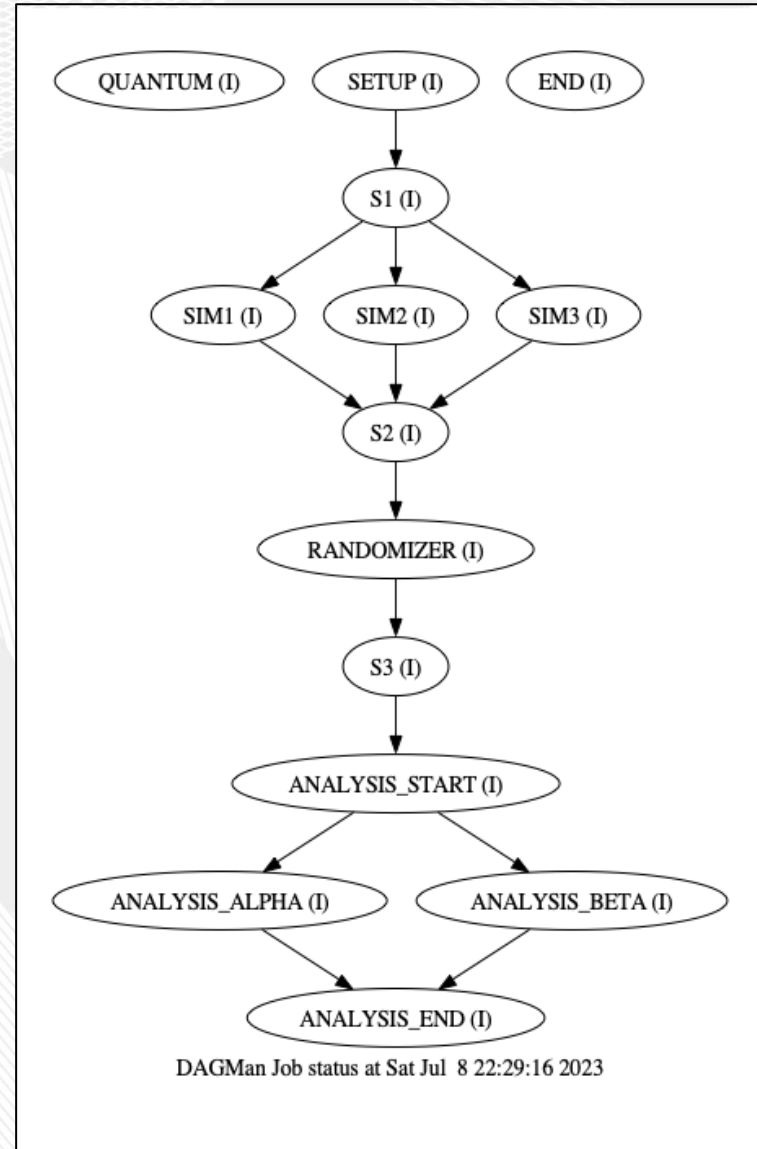 QUANTUM (I)
SETUP (I)
END (I)
S1 (I)
SIM1 (I)
SIM2 (I)
SIM3 (I)
S2 (I)
RANDOMIZER (I)
S3 (I)
ANALYSIS_START (I)
ANALYSIS_ALPHA (I)
ANALYSIS_BETA (I)
ANALYSIS_END (I)
DAGMan Job status at Sat Jul  8 22:29:16 2023